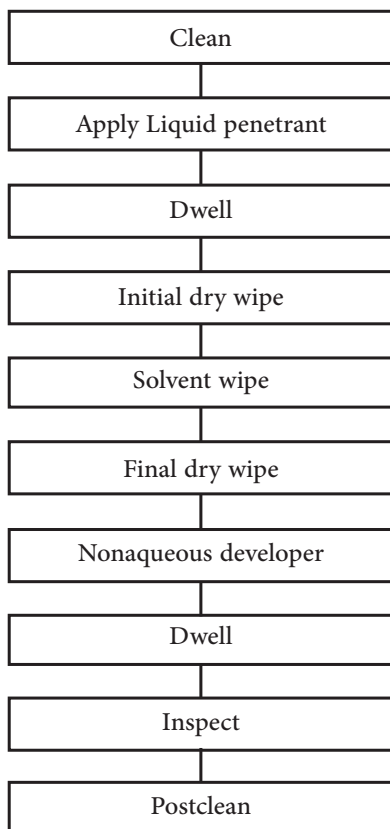 Clean
Apply Liquid penetrant
Dwell
Initial dry wipe
Solvent wipe
Final dry wipe
Nonaqueous developer
Dwell
Inspect
Postclean